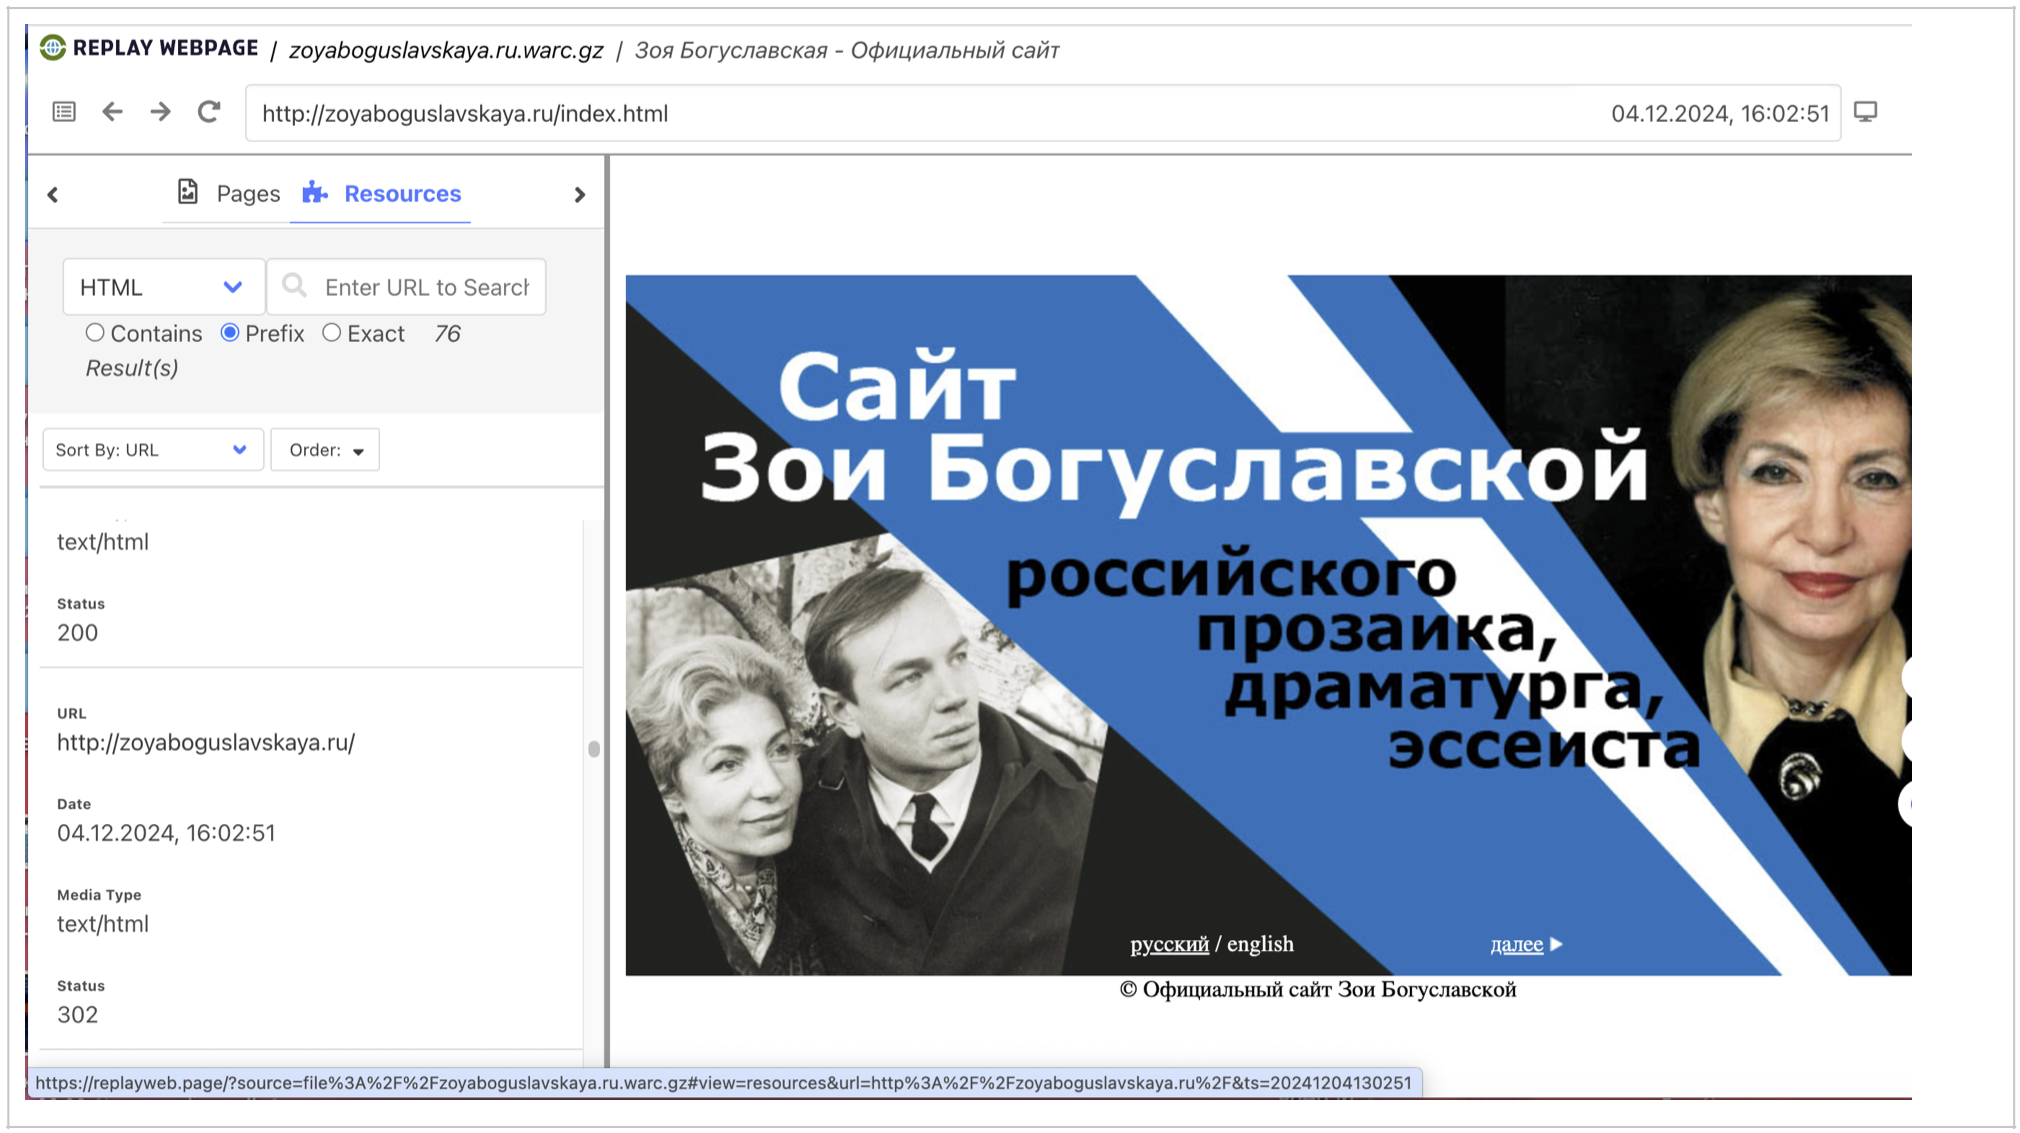 REPLAY WEBPAGE / zoyaboguslavskaya.ru.warc.gz / Зоя Богуславская - Официальный сайт
http://zoyaboguslavskaya.ru/index.html 04.12.2024, 16:02:51
Pages Resources
HTML Enter URL to Search
Contains Prefix Exact 76
Result(s)
Sort By: URL Order:
text/html
Status
200
URL
http://zoyaboguslavskaya.ru/
Date
04.12.2024, 16:02:51
Media Type
text/html
Status
302
Сайт
Зои Богуславской
российского
прозаика,
драматурга,
эссеиста
русский / english далее
© Официальный сайт Зои Богуславской
https://replayweb.page/?source=file%3A%2F%2Fzoyaboguslavskaya.ru.warc.gz#view=resources&url=http%3A%2F%2Fzoyaboguslavskaya.ru%2F&ts=20241204130251